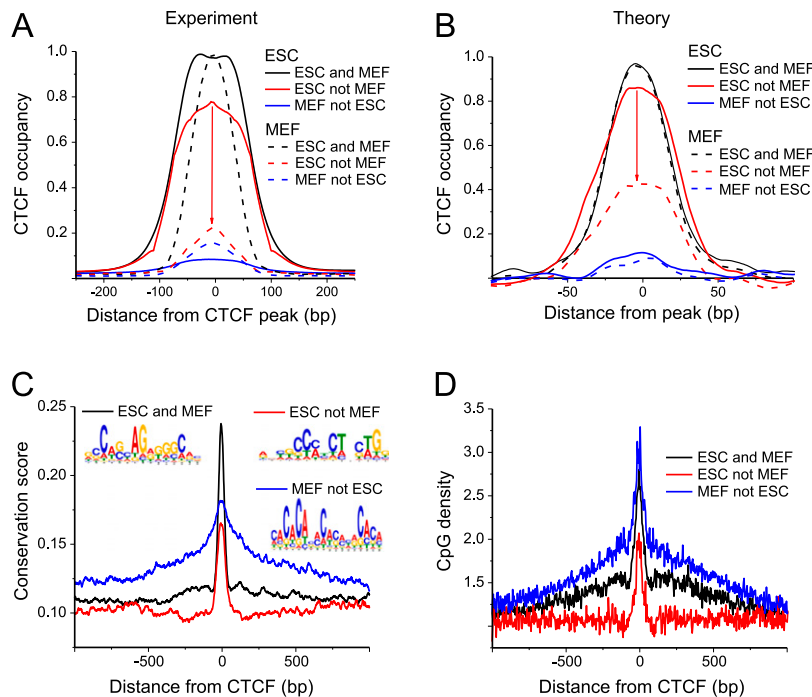 A Experiment
CTCF occupancy
1.0
0.8
0.6
0.4
0.2
ESC
ESC and MEF
ESC not MEF
MEF not ESC
MEF
ESC and MEF
ESC not MEF
MEF not ESC
-200 -100 0 100 200
Distance from CTCF peak (bp)
B Theory
CTCF occupancy
1.0
0.8
0.6
0.4
0.2
0.0
ESC
ESC and MEF
ESC not MEF
MEF not ESC
MEF
ESC and MEF
ESC not MEF
MEF not ESC
-50 0 50
Distance from peak (bp)
C
Conservation score
0.25
0.20
0.15
0.10
ESC and MEF
ESC not MEF
MEF not ESC
-500 0 500
Distance from CTCF (bp)
D
CpG density
3.5
3.0
2.5
2.0
1.5
1.0
ESC and MEF
ESC not MEF
MEF not ESC
-500 0 500
Distance from CTCF (bp)